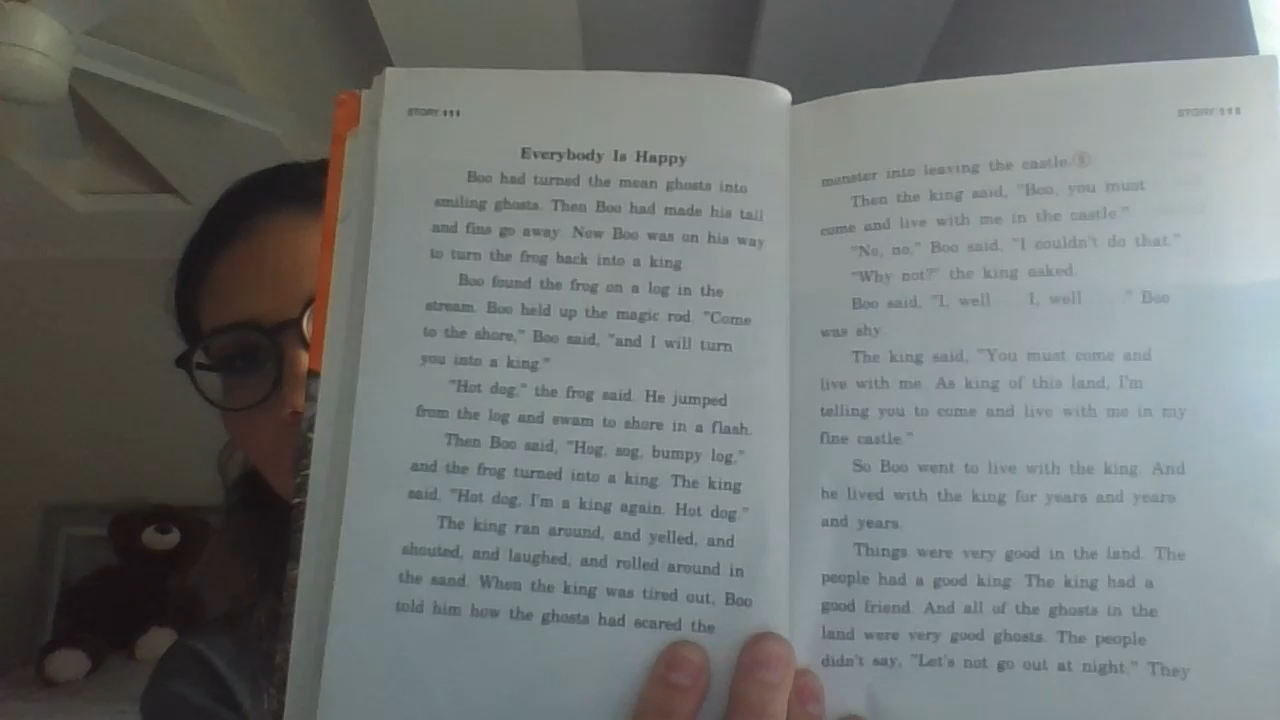 STORY 111
Everybody Is Happy
Boo had turned the mean ghosts into
smiling ghosts. Then Boo had made his tail
and fins go away. Now Boo was on his way
to turn the frog back into a king.
Boo found the frog on a log in the
stream. Boo held up the magic rod. "Come
to the shore," Boo said, "and I will turn
you into a king."
"Hot dog," the frog said. He jumped
from the log and swam to shore in a flash.
Then Boo said, "Hog, sog, bumpy log,"
and the frog turned into a king. The king
said, "Hot dog, I'm a king again. Hot dog."
The king ran around, and yelled, and
shouted, and laughed, and rolled around in
the sand. When the king was tired out, Boo
told him how the ghosts had scared the
STORY
monster into leaving the castle.
Then the king said, "Boo, you must
come and live with me in the castle."
"No, no," Boo said. "I couldn't do that."
"Why not?" the king asked.
Boo said, "I, well . . . I, well . . ." Boo
was shy.
The king said, "You must come and
live with me. As king of this land, I'm
telling you to come and live with me in my
fine castle."
So Boo went to live with the king. And
he lived with the king for years and years
and years.
Things were very good in the land. The
people had a good king. The king had a
good friend. And all of the ghosts in the
land were very good ghosts. The people
didn't say, "Let's not go out at night." They